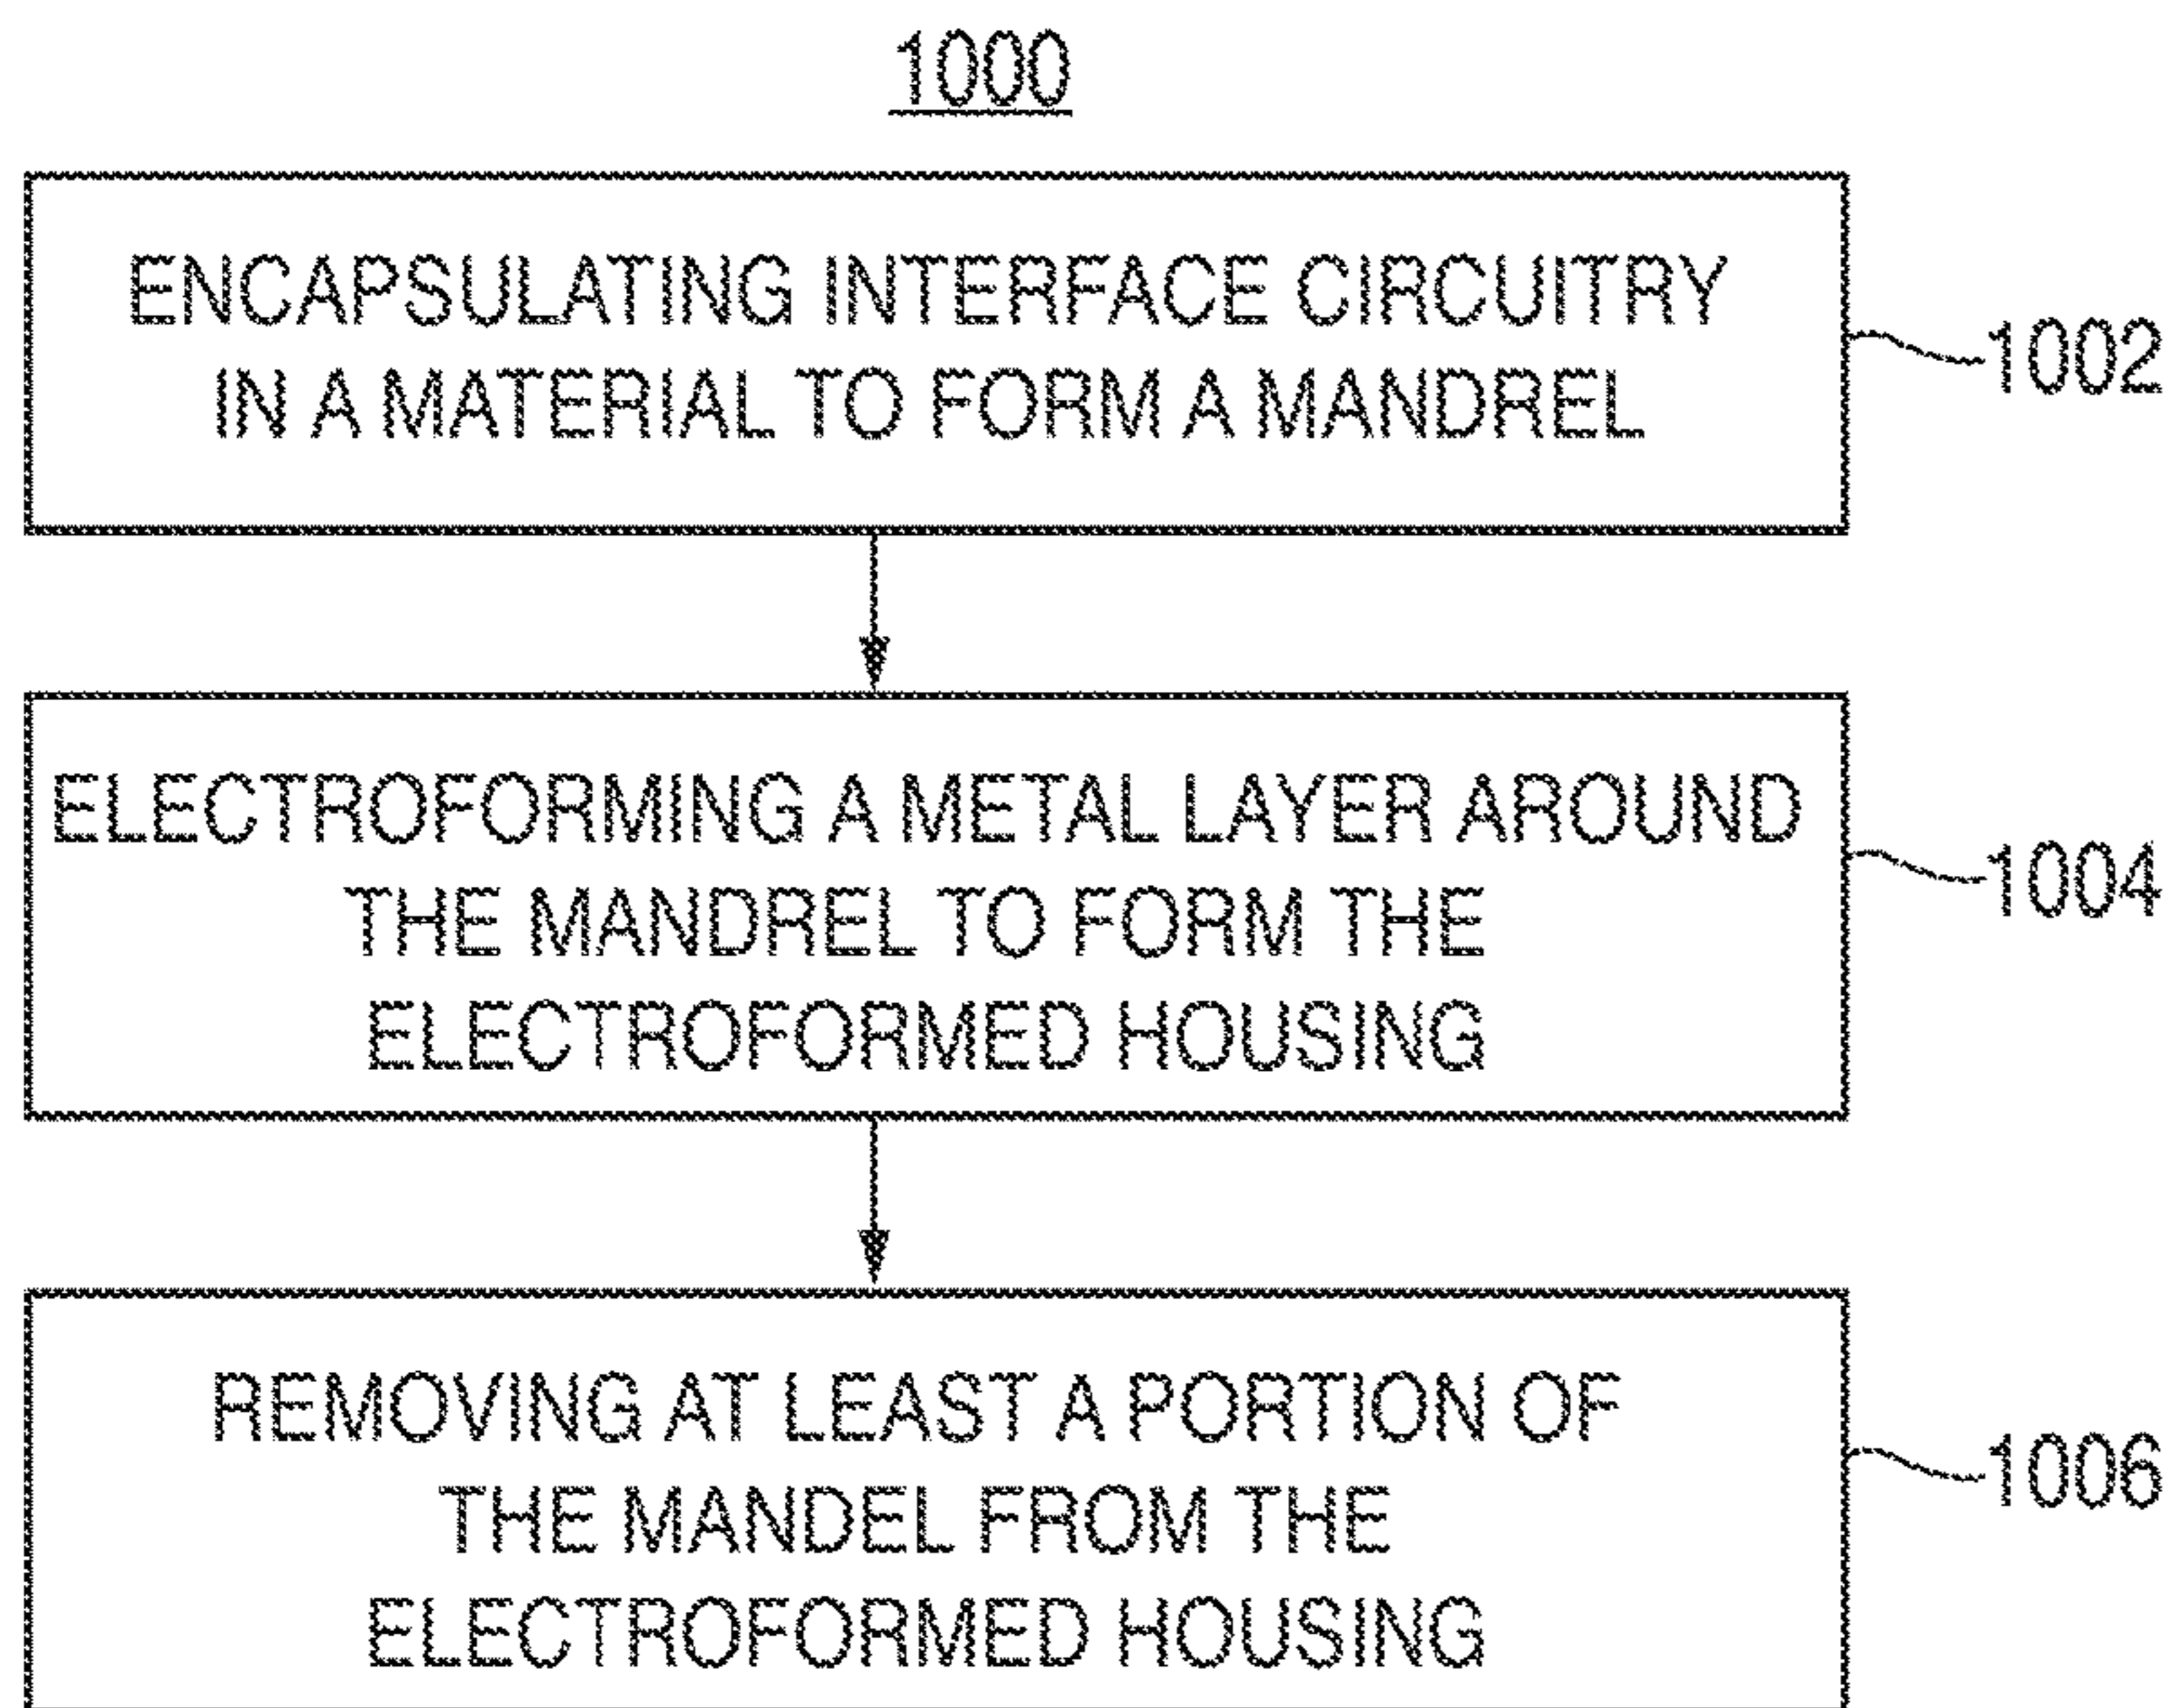 1000
ENCAPSULATING INTERFACE CIRCUITRY
IN A MATERIAL TO FORM A MANDREL
1002
ELECTROFORMING A METAL LAYER AROUND
THE MANDREL TO FORM THE
ELECTROFORMED HOUSING
1004
REMOVING AT LEAST A PORTION OF
THE MANDEL FROM THE
ELECTROFORMED HOUSING
1006